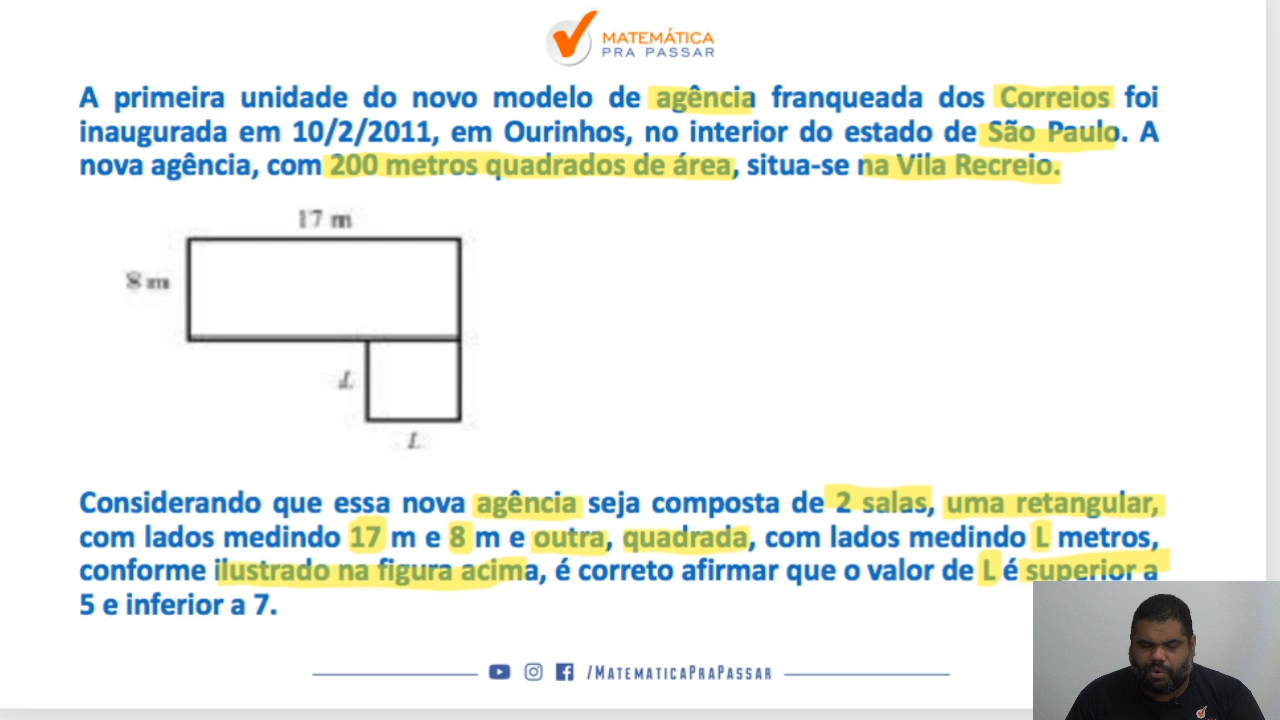 MATEMÁTICA
PRA PASSAR
A primeira unidade do novo modelo de agência franqueada dos Correios foi
inaugurada em 10/2/2011, em Ourinhos, no interior do estado de São Paulo. A
nova agência, com 200 metros quadrados de área, situa-se na Vila Recreio.
17 m
8 m
L
L
Considerando que essa nova agência seja composta de 2 salas, uma retangular,
com lados medindo 17 m e 8 m e outra, quadrada, com lados medindo L metros,
conforme ilustrado na figura acima, é correto afirmar que o valor de L é superior a
5 e inferior a 7.
/MATEMATICAPRAPASSAR